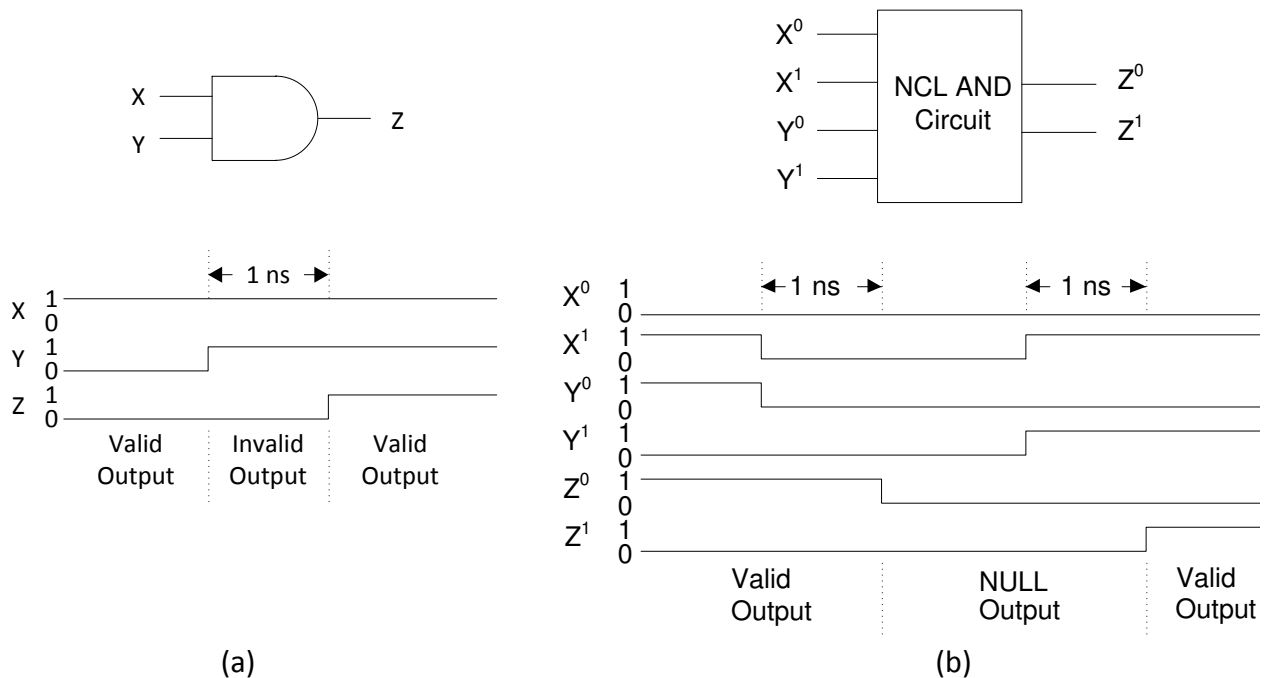 X
Y
Z
1 ns
X 1
0
Y 1
0
Z 1
0
Valid
Output
Invalid
Output
Valid
Output
(a)
X⁰
X¹
Y⁰
Y¹
NCL AND
Circuit
Z⁰
Z¹
1 ns 1 ns
X⁰ 1
0
X¹ 1
0
Y⁰ 1
0
Y¹ 1
0
Z⁰ 1
0
Z¹ 1
0
Valid
Output
NULL
Output
Valid
Output
(b)